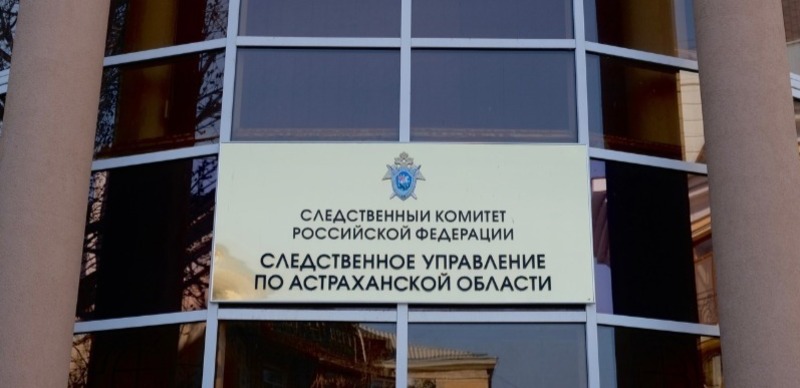 СЛЕДСТВЕННЫЙ КОМИТЕТ
РОССИЙСКОЙ ФЕДЕРАЦИИ
СЛЕДСТВЕННОЕ УПРАВЛЕНИЕ
ПО АСТРАХАНСКОЙ ОБЛАСТИ